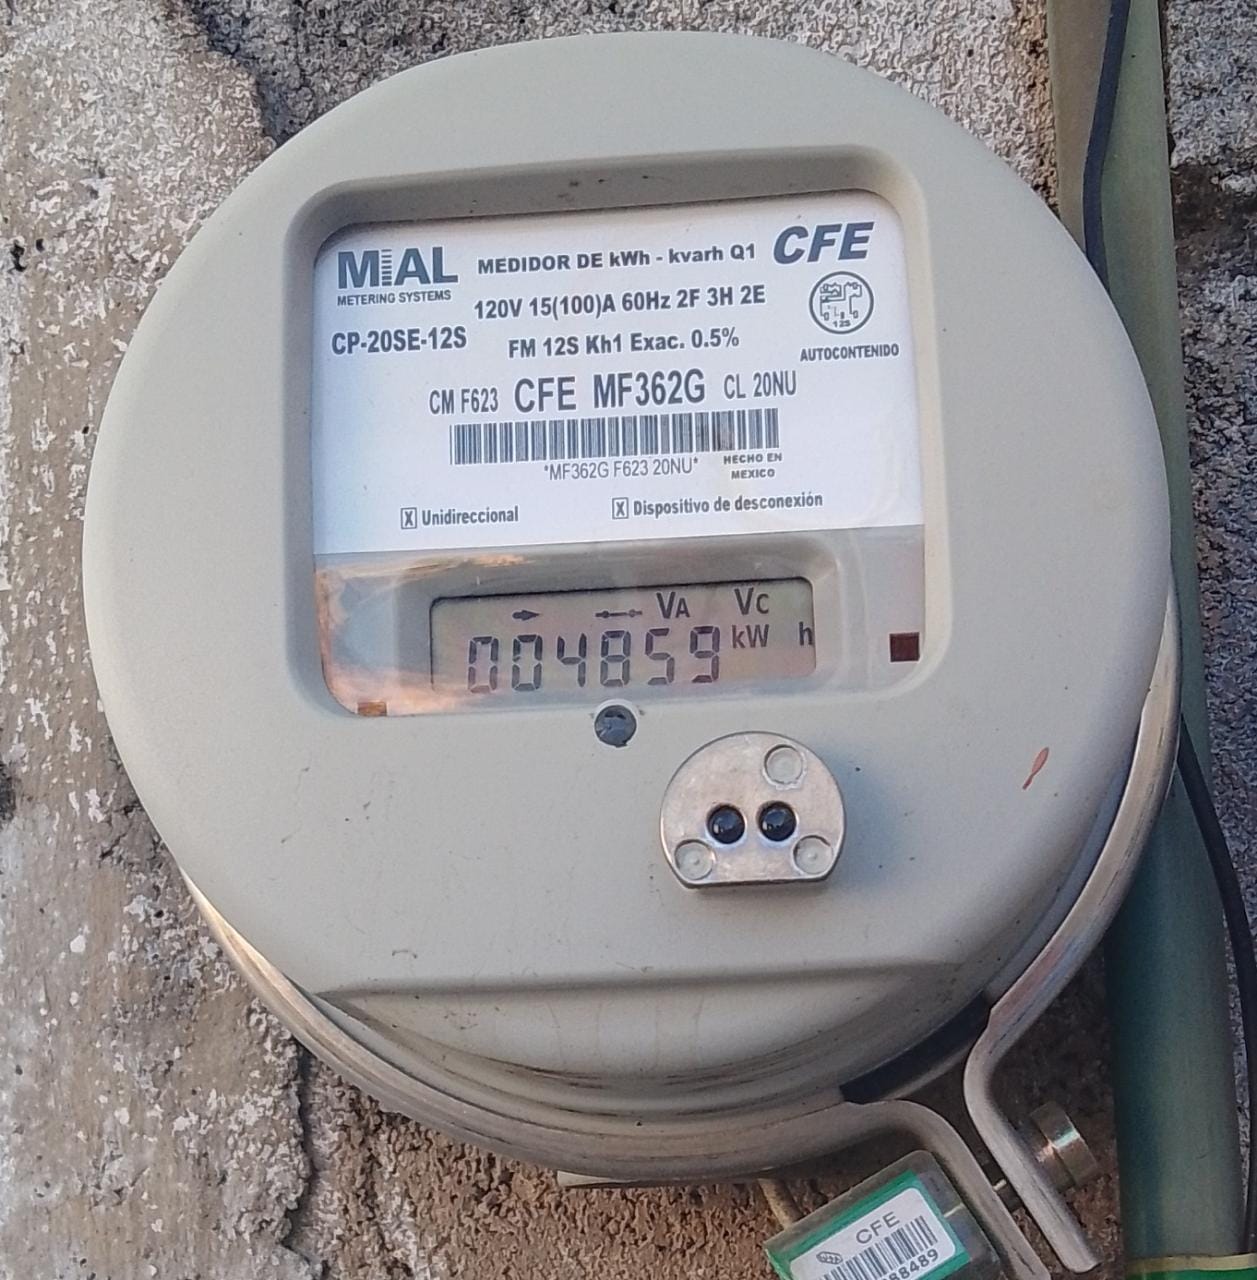 MIAL
METERING SYSTEMS
MEDIDOR DE kWh - kvarh Q1
CFE
120V 15(100)A 60Hz 2F 3H 2E
CP-20SE-12S
FM 12S Kh1 Exac. 0.5%
12S
AUTOCONTENIDO
CM F623 CFE MF362G CL 20NU
*MF362G F623 20NU*
HECHO EN
MEXICO
X Unidireccional
X Dispositivo de desconexión
VA VC
004859 kW h
CFE